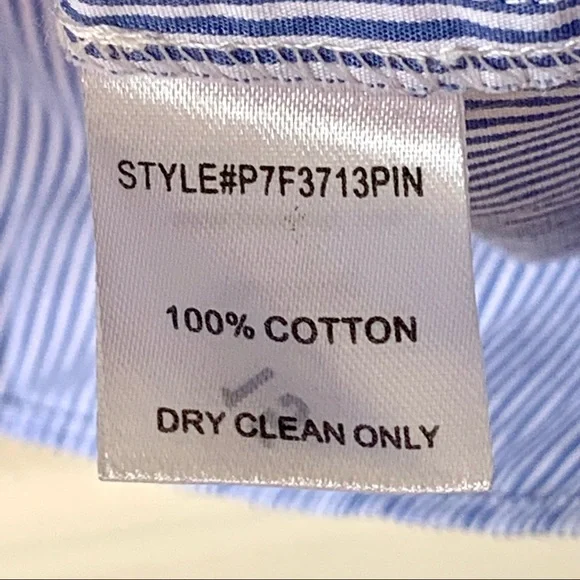 STYLE#P7F3713PIN
100% COTTON
DRY CLEAN ONLY